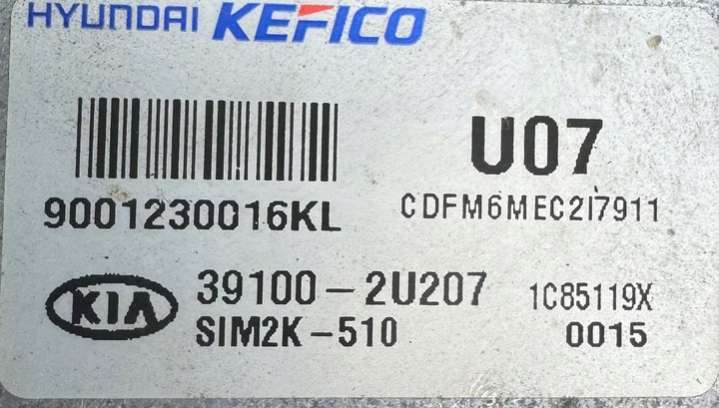 HYUNDAI KEFICO
U07
9001230016KL
CDFM6MEC2I7911
KIA
39100-2U207
1C85119X
SIM2K-510
0015